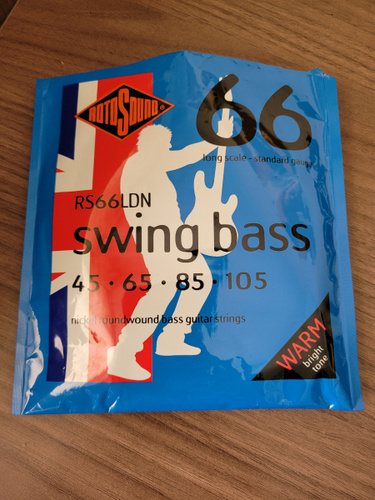 ROTOSOUND®
66
long scale - standard gauge
RS66LDN
swing bass
45 · 65 · 85 · 105
nickel roundwound bass guitar strings
WARM
bright
tone